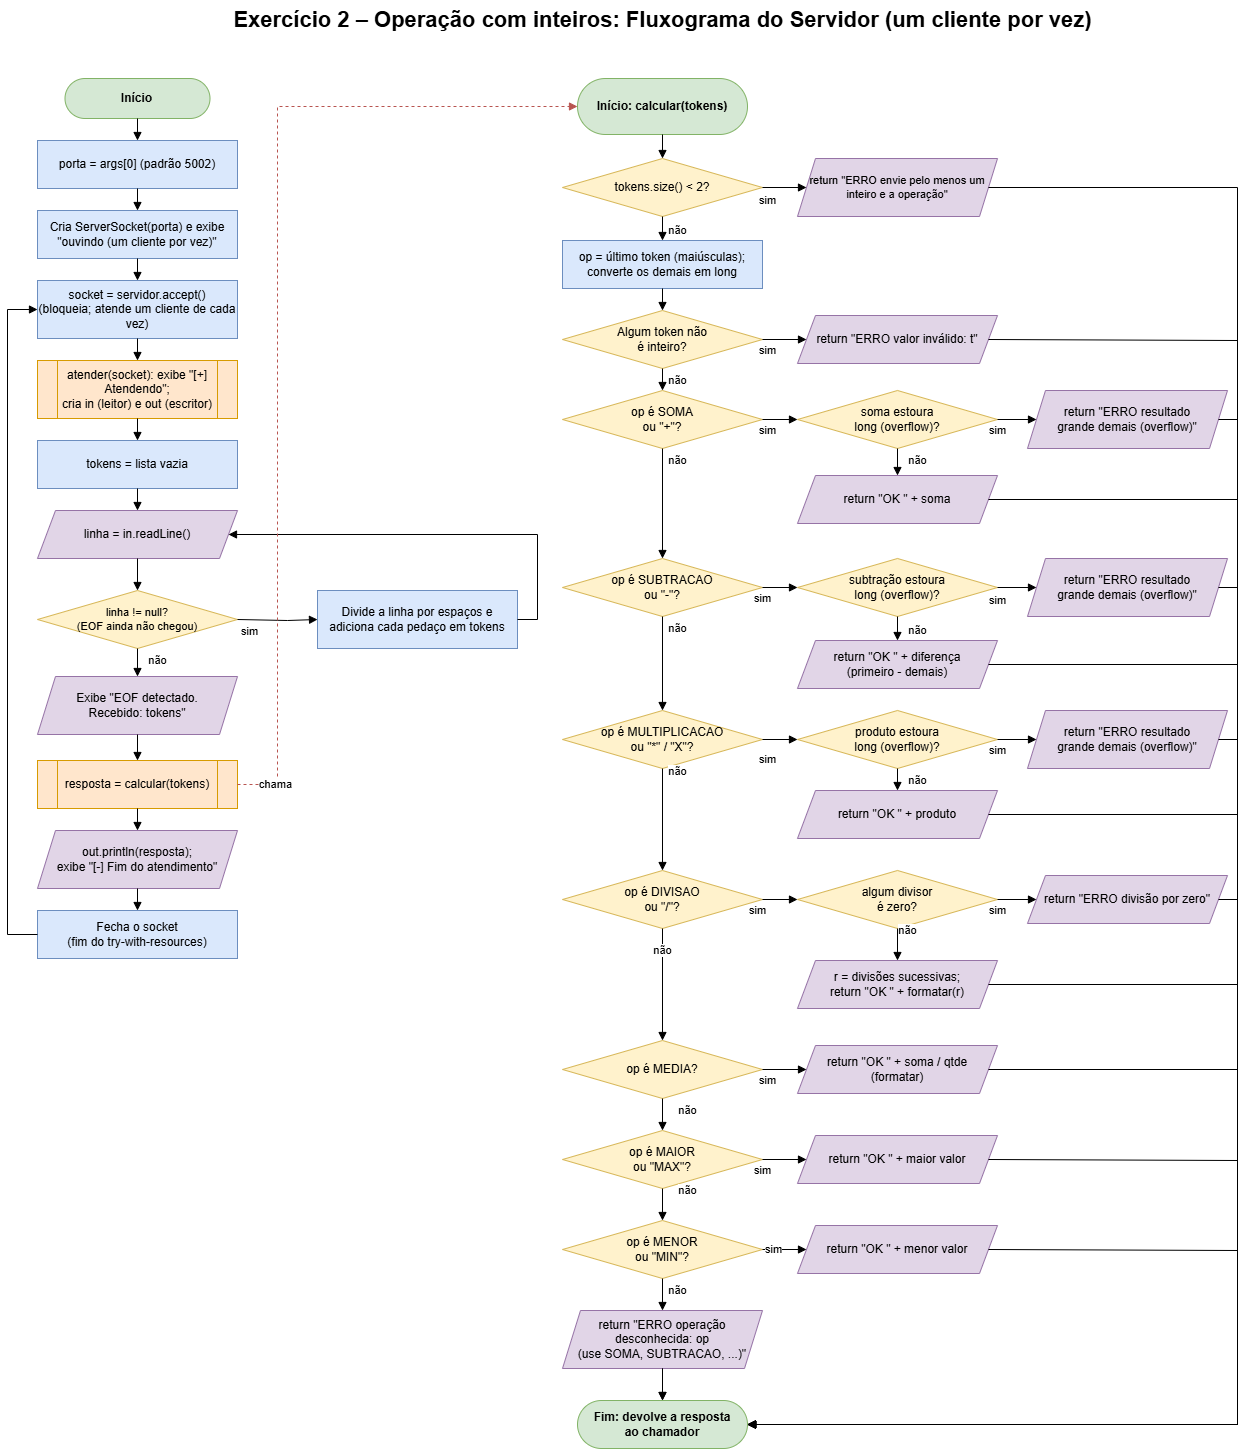 Exercício 2 – Operação com inteiros: Fluxograma do Servidor (um cliente por vez)
Início
porta = args[0] (padrão 5002)
Cria ServerSocket(porta) e exibe
"ouvindo (um cliente por vez)"
socket = servidor.accept()
(bloqueia; atende um cliente de cada
vez)
atender(socket): exibe "[+]
Atendendo";
cria in (leitor) e out (escritor)
tokens = lista vazia
linha = in.readLine()
linha != null?
(EOF ainda não chegou)
sim
Divide a linha por espaços e
adiciona cada pedaço em tokens
não
Exibe "EOF detectado.
Recebido: tokens"
resposta = calcular(tokens)
chama
out.println(resposta);
exibe "[-] Fim do atendimento"
Fecha o socket
(fim do try-with-resources)
Início: calcular(tokens)
tokens.size() < 2?
sim
return "ERRO envie pelo menos um
inteiro e a operação"
não
op = último token (maiúsculas);
converte os demais em long
Algum token não
é inteiro?
sim
return "ERRO valor inválido: t"
não
op é SOMA
ou "+"?
sim
soma estoura
long (overflow)?
sim
return "ERRO resultado
grande demais (overflow)"
não
não
return "OK " + soma
op é SUBTRACAO
ou "-"?
sim
subtração estoura
long (overflow)?
sim
return "ERRO resultado
grande demais (overflow)"
não
não
return "OK " + diferença
(primeiro - demais)
op é MULTIPLICACAO
ou "*" / "X"?
sim
produto estoura
long (overflow)?
sim
return "ERRO resultado
grande demais (overflow)"
não
não
return "OK " + produto
op é DIVISAO
ou "/"?
sim
algum divisor
é zero?
sim
return "ERRO divisão por zero"
não
não
r = divisões sucessivas;
return "OK " + formatar(r)
op é MEDIA?
sim
return "OK " + soma / qtde
(formatar)
não
op é MAIOR
ou "MAX"?
sim
return "OK " + maior valor
não
op é MENOR
ou "MIN"?
sim
return "OK " + menor valor
não
return "ERRO operação
desconhecida: op
(use SOMA, SUBTRACAO, ...)"
Fim: devolve a resposta
ao chamador